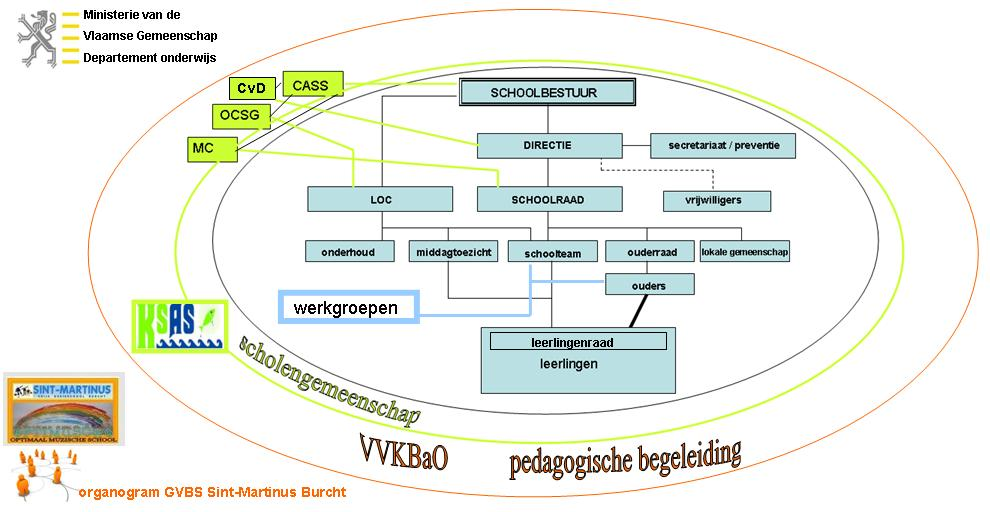 Ministerie van de
Vlaamse Gemeenschap
Departement onderwijs
CvD
CASS
OCSG
MC
SCHOOLBESTUUR
DIRECTIE
secretariaat / preventie
LOC
SCHOOLRAAD
vrijwilligers
onderhoud
middagtoezicht
schoolteam
ouderraad
lokale gemeenschap
ouders
werkgroepen
leerlingenraad
leerlingen
KSAS
scholengemeenschap
SINT-MARTINUS
OPTIMAAL MUZISCHE SCHOOL
VVKBaO
pedagogische begeleiding
organogram GVBS Sint-Martinus Burcht